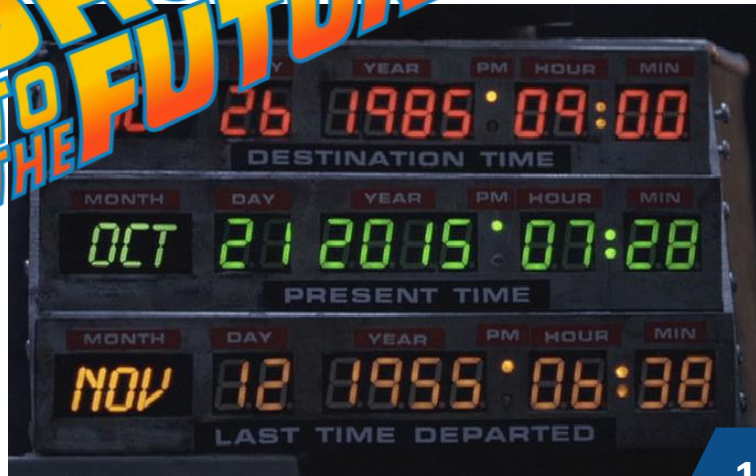 TO
THE FUTUR
YEAR PM HOUR MIN
26 1985 09:00
DESTINATION TIME
MONTH DAY YEAR PM HOUR MIN
OCT 21 2015 07:28
PRESENT TIME
MONTH DAY YEAR PM HOUR MIN
NOV 12 1955 06:38
LAST TIME DEPARTED
1